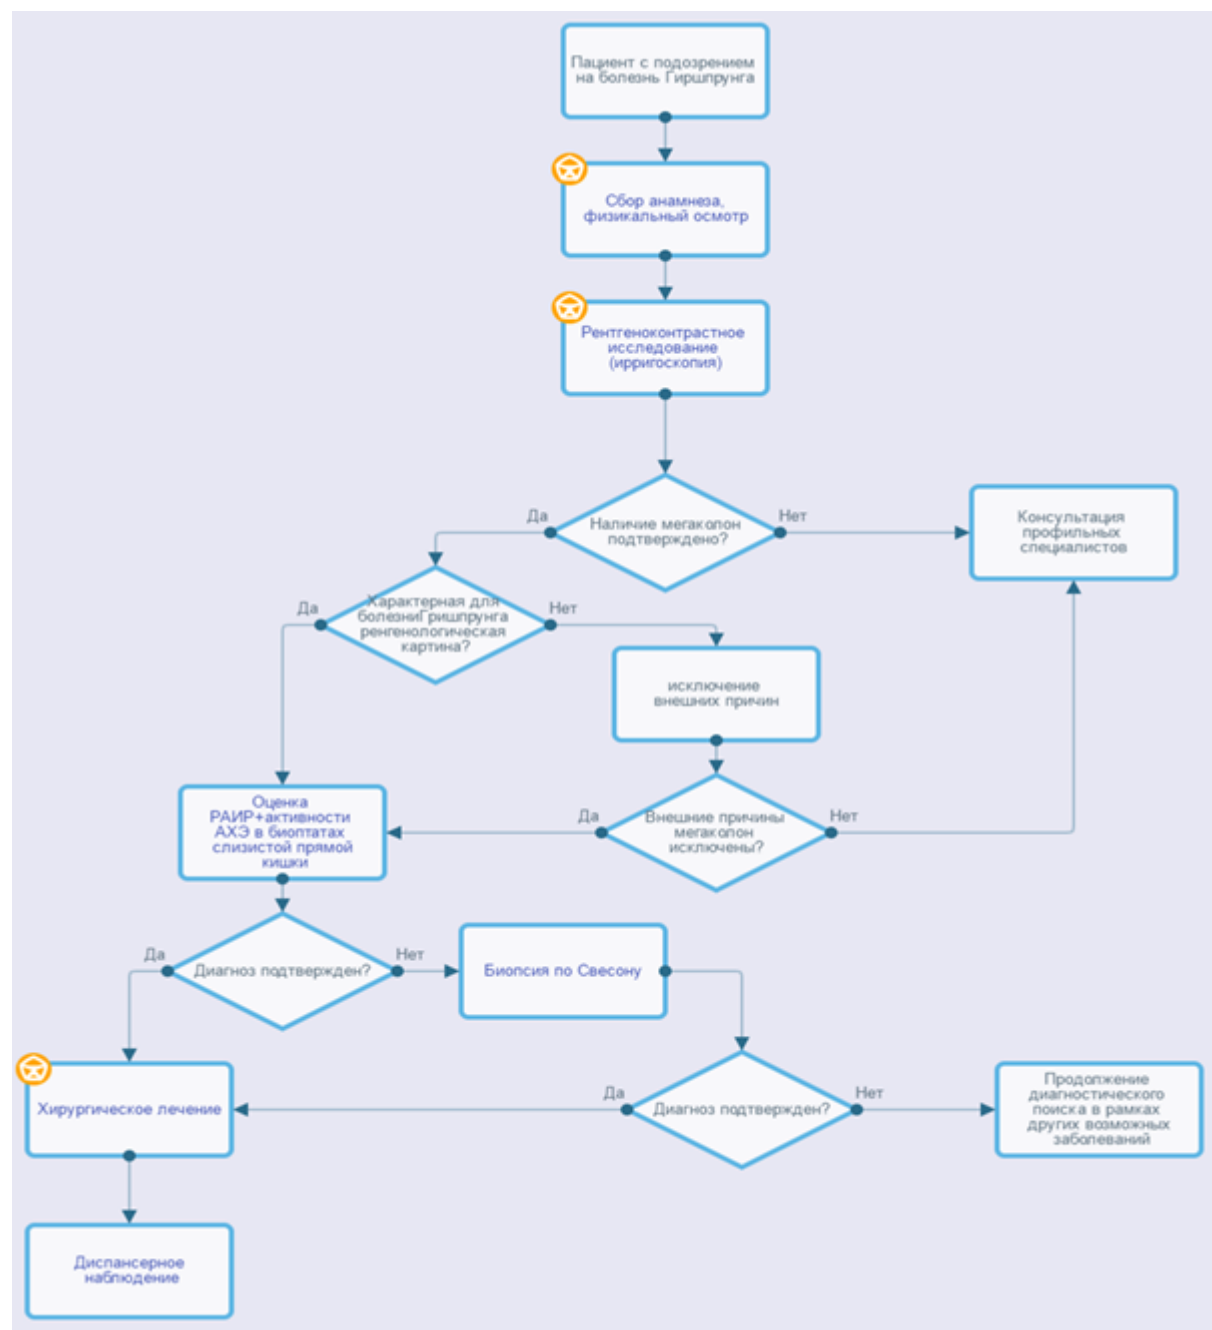 Пациент с подозрением
на болезнь Гиршпрунга
Сбор анамнеза,
физикальный осмотр
Рентгеноконтрастное
исследование
(ирригоскопия)
Наличие мегаколон
подтверждено?
Да
Нет
Консультация
профильных
специалистов
Характерная для
болезниГришпрунга
ренгенологическая
картина?
Да
Нет
исключение
внешних причин
Внешние причины
мегаколон
исключены?
Да
Нет
Оценка
РАИР+активности
АХЭ в биоптатах
слизистой прямой
кишки
Диагноз подтвержден?
Да
Нет
Биопсия по Свесону
Диагноз подтвержден?
Да
Нет
Продолжение
диагностического
поиска в рамках
других возможных
заболеваний
Хирургическое лечение
Диспансерное
наблюдение